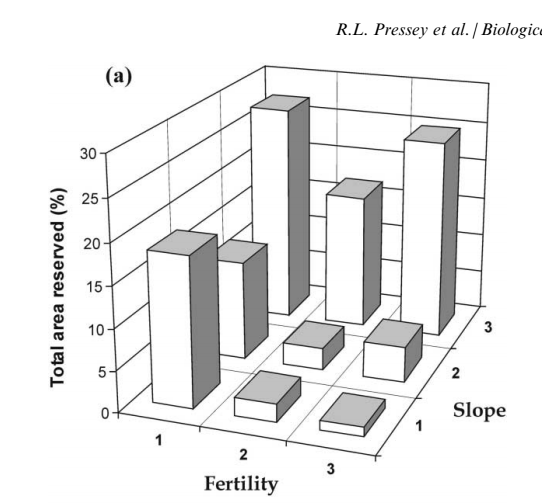 R.L. Pressey et al. / Biologica
(a)
Total area reserved (%)
30
25
20
15
10
5
0
1
2
3
Fertility
1
2
3
Slope